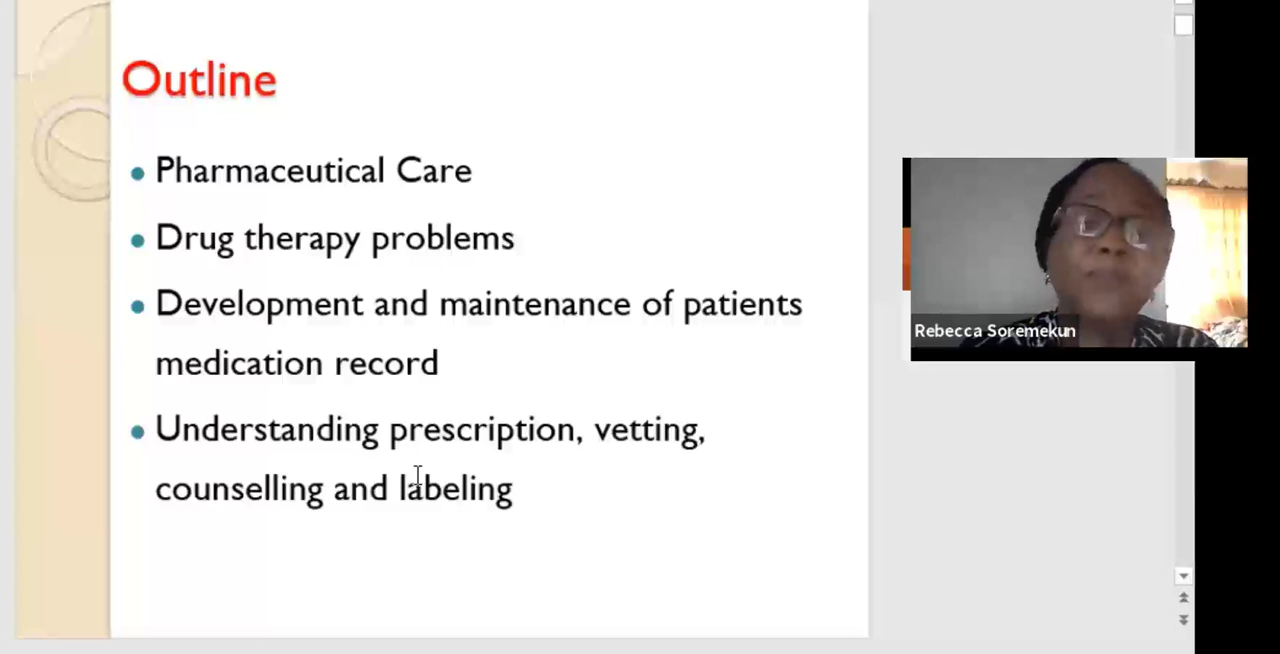 Outline
Pharmaceutical Care
Drug therapy problems
Development and maintenance of patients
medication record
Understanding prescription, vetting,
counselling and labeling
Rebecca Soremekun